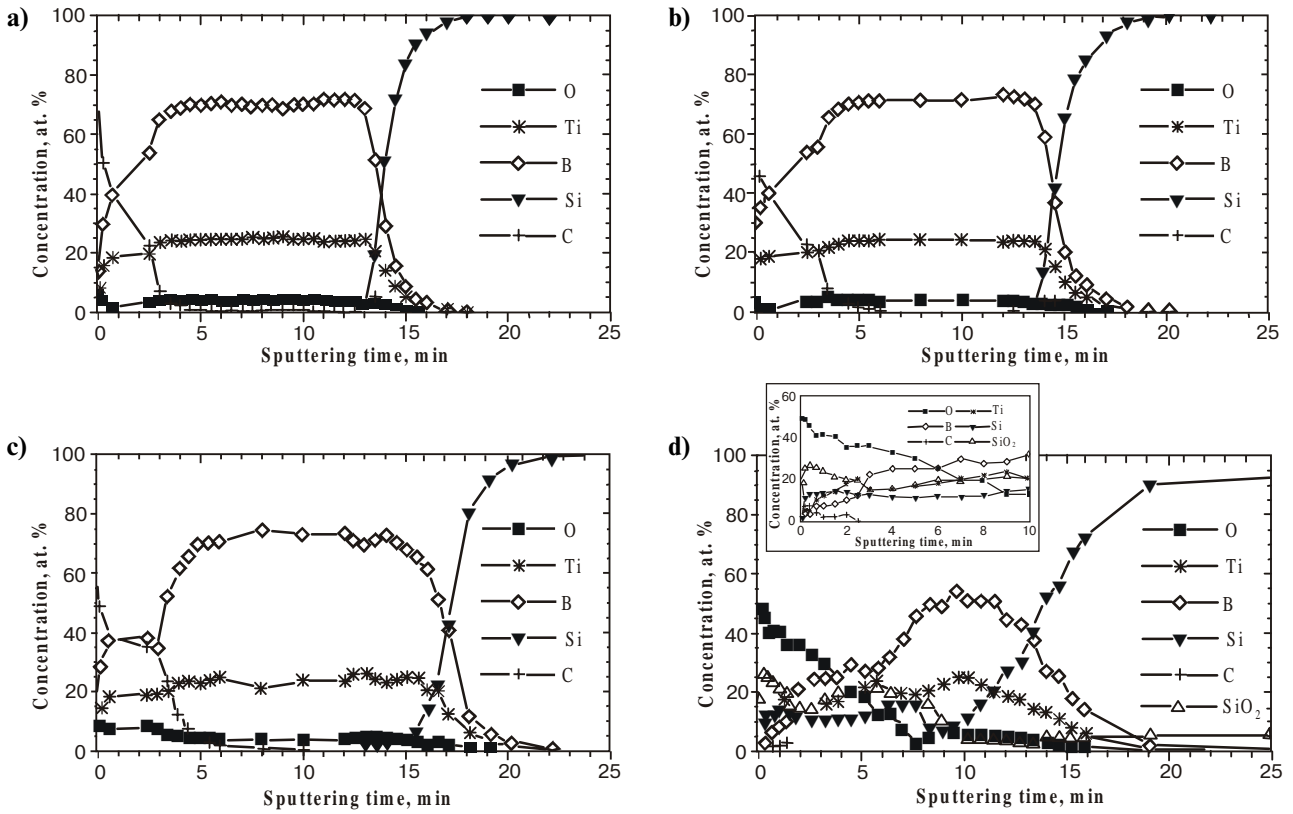 a)
Concentration, at. %
100
80
60
40
20
0
0 5 10 15 20 25
Sputtering time, min
O
Ti
B
Si
C
b)
Concentration, at. %
100
80
60
40
20
0
0 5 10 15 20 25
Sputtering time, min
O
Ti
B
Si
C
c)
Concentration, at. %
100
80
60
40
20
0
0 5 10 15 20 25
Sputtering time, min
O
Ti
B
Si
C
d)
Concentration, at. %
60
40
20
0
0 2 4 6 8 10
Sputtering time, min
O Ti
B Si
C SiO₂
Concentration, at. %
100
80
60
40
20
0
0 5 10 15 20 25
Sputtering time, min
O
Ti
B
Si
C
SiO₂